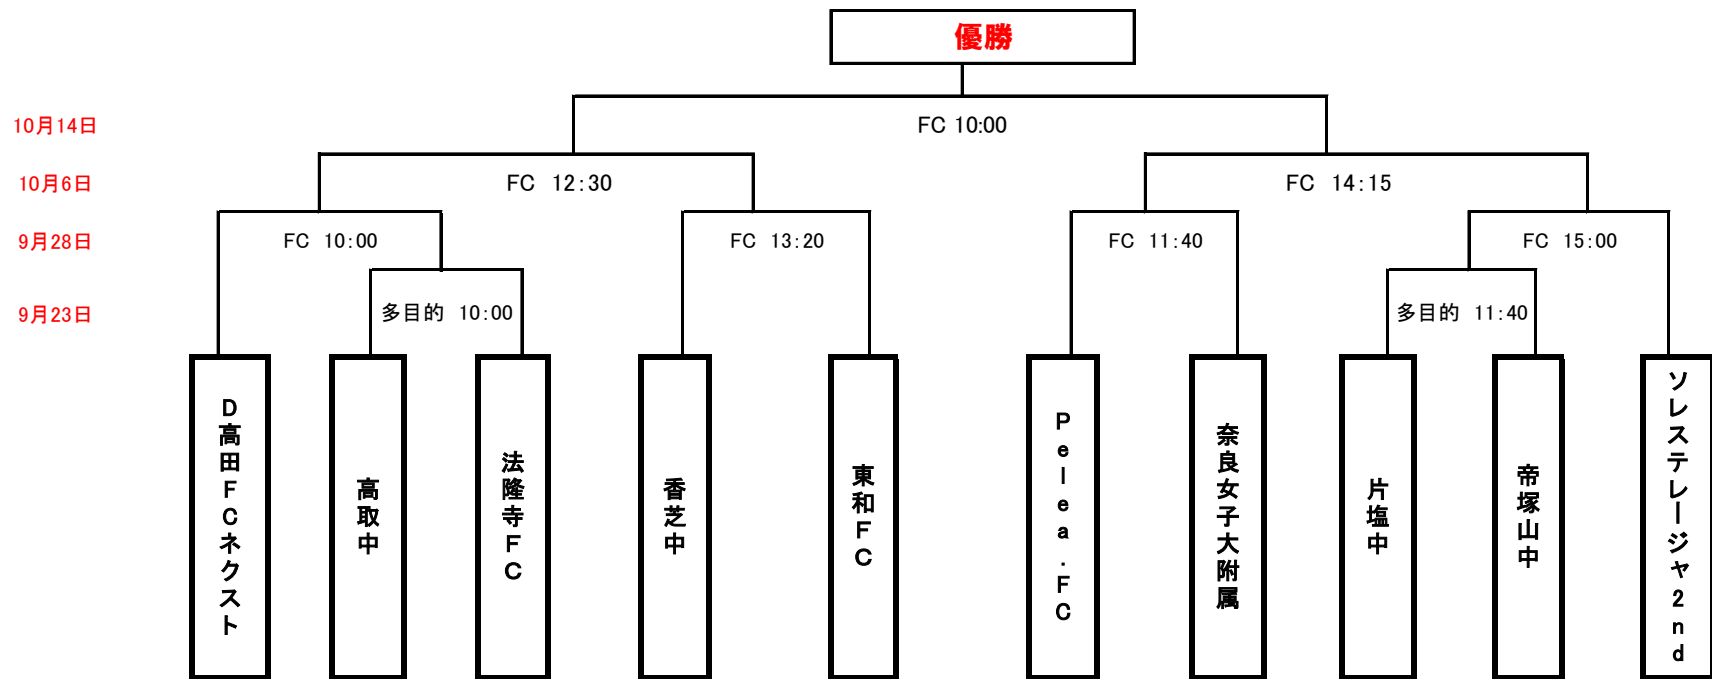 優勝
10月14日
FC 10:00
10月6日
FC 12:30
FC 14:15
9月28日
FC 10:00
FC 13:20
FC 11:40
FC 15:00
9月23日
多目的 10:00
多目的 11:40
D高田FCネクスト
高取中
法隆寺FC
香芝中
東和FC
Pelea.FC
奈良女子大附属
片塩中
帝塚山中
ソレステレージャ2nd